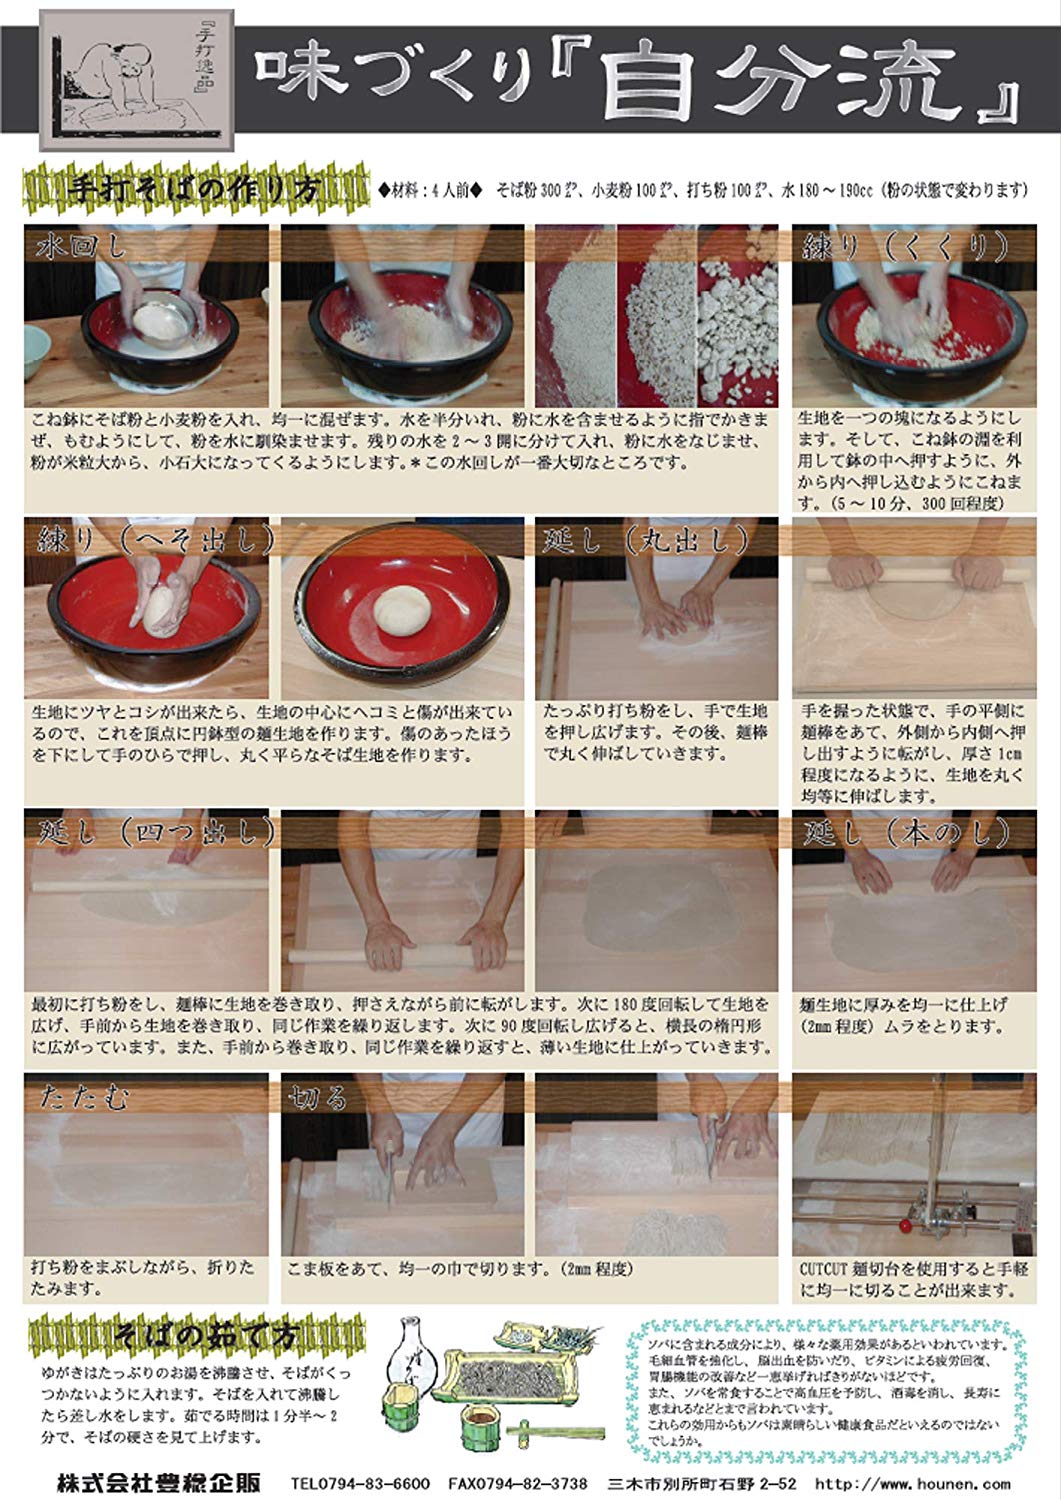 『手打逸品』
味づくり『自分流』
手打そばの作り方
◆材料：4人前◆　そば粉300㌘、小麦粉100㌘、打ち粉100㌘、水180～190cc（粉の状態で変わります）
水回し
こね鉢にそば粉と小麦粉を入れ、均一に混ぜます。水を半分いれ、粉に水を含ませるように指でかきま
ぜ、もむようにして、粉を水に馴染ませます。残りの水を2～3開に分けて入れ、粉に水をなじませ、
粉が米粒大から、小石大になってくるようにします。＊この水回しが一番大切なところです。
練り（くくり）
生地を一つの塊になるようにし
ます。そして、こね鉢の淵を利
用して鉢の中へ押すように、外
から内へ押し込むようにこねま
す。（5～10分、300回程度）
練り（へそ出し）
生地にツヤとコシが出来たら、生地の中心にヘコミと傷が出来てい
るので、これを頂点に円鉢型の麺生地を作ります。傷のあったほう
を下にして手のひらで押し、丸く平らなそば生地を作ります。
延し（丸出し）
たっぷり打ち粉をし、手で生地
を押し広げます。その後、麺棒
で丸く伸ばしていきます。
手を握った状態で、手の平側に
麺棒をあて、外側から内側へ押
し出すように転がし、厚さ1cm
程度になるように、生地を丸く
均等に伸ばします。
延し（四つ出し）
最初に打ち粉をし、麺棒に生地を巻き取り、押さえながら前に転がします。次に180度回転して生地を
広げ、手前から生地を巻き取り、同じ作業を繰り返します。次に90度回転し広げると、横長の楕円形
に広がっています。また、手前から巻き取り、同じ作業を繰り返すと、薄い生地に仕上がっていきます。
延し（本のし）
麺生地に厚みを均一に仕上げ
（2mm程度）ムラをとります。
たたむ
打ち粉をまぶしながら、折りた
たみます。
切る
こま板をあて、均一の巾で切ります。（2mm程度）
CUTCUT麺切台を使用すると手軽
に均一に切ることが出来ます。
そばの茹で方
ゆがきはたっぷりのお湯を沸騰させ、そばがくっ
つかないように入れます。そばを入れて沸騰し
たら差し水をします。茹でる時間は1分半～2
分で、そばの硬さを見て上げます。
ソバに含まれる成分により、様々な薬用効果があるといわれています。
毛細血管を強化し、脳出血を防いだり、ビタミンによる疲労回復、
胃腸機能の改善など一恵挙げればきりがないほどです。
また、ソバを常食することで高血圧を予防し、酒毒を消し、長寿に
恵まれるなどとまで言われています。
これらの効用からもソバは素晴らしい健康食品だといえるのではない
でしょうか。
株式会社豊稔企販　TEL0794-83-6600　FAX0794-82-3738　三木市別所町石野2-52　http://www.hounen.com